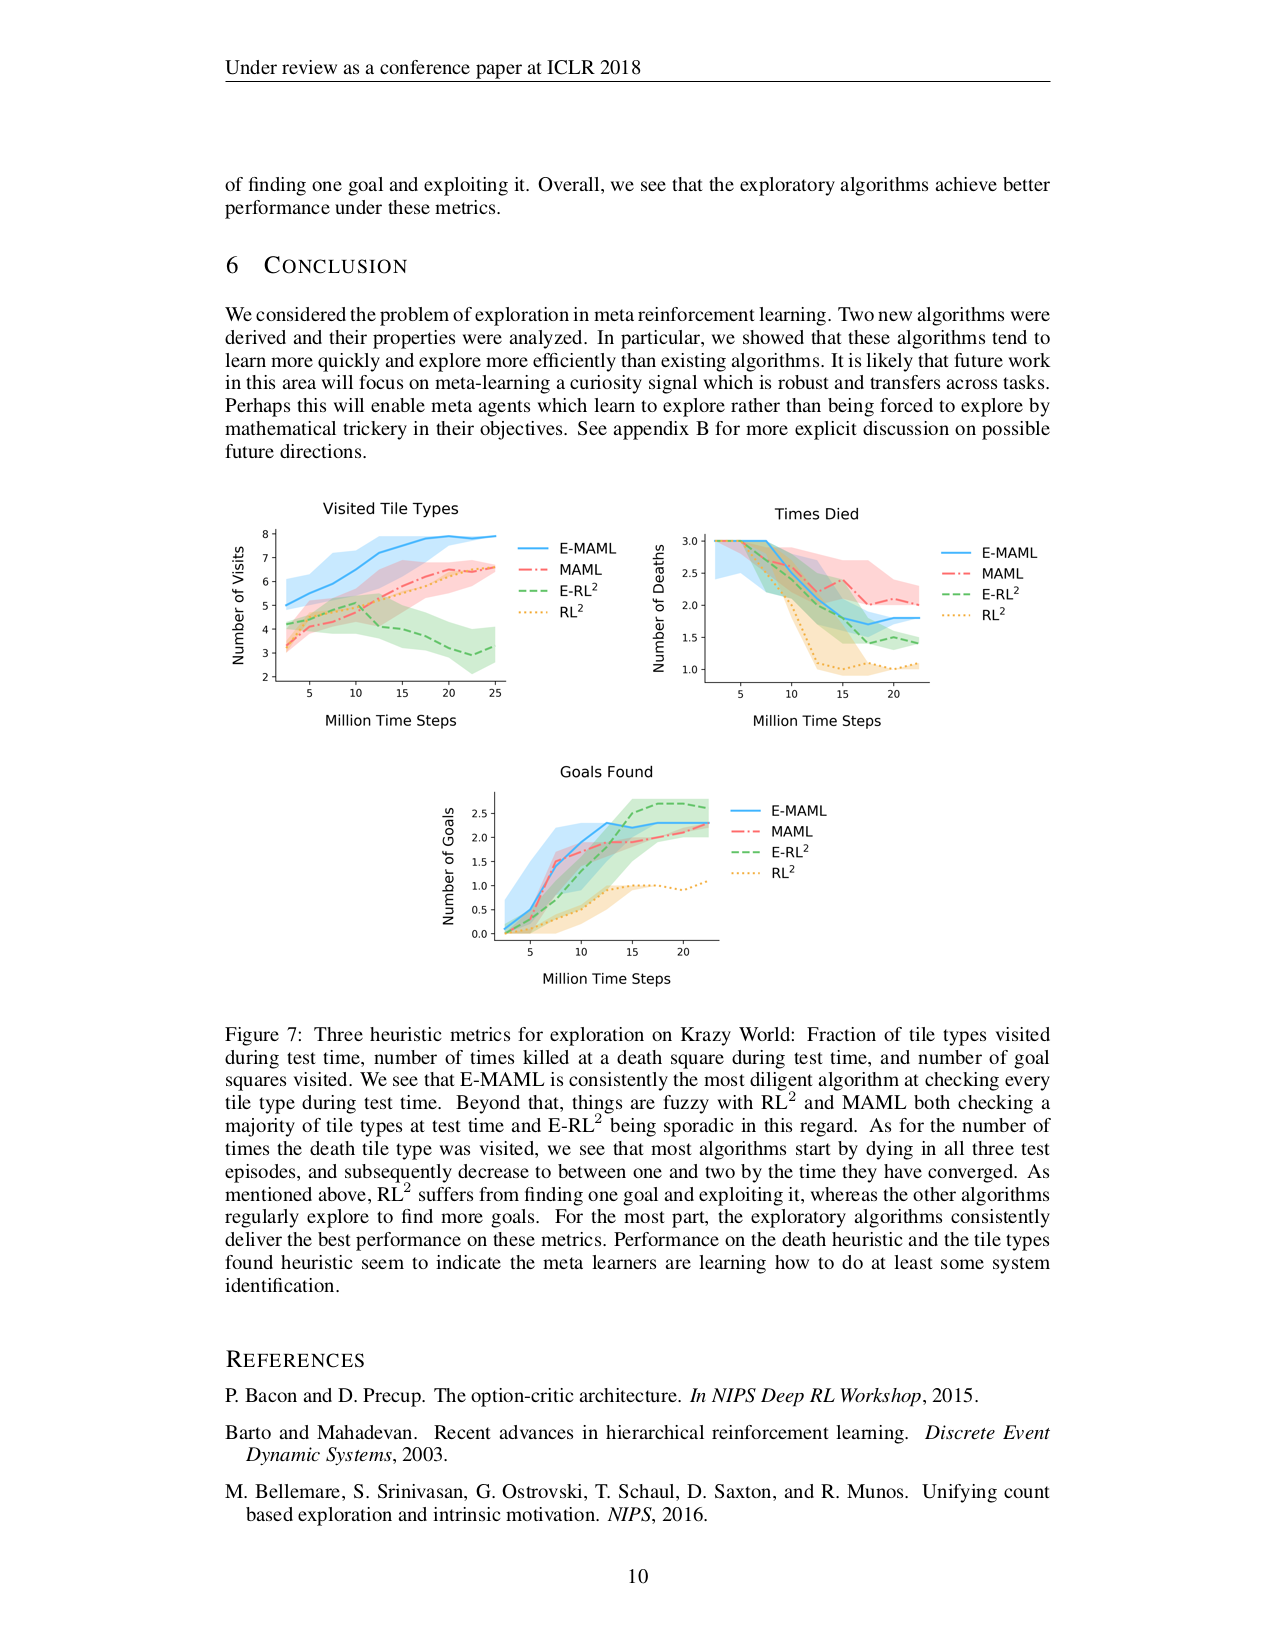 Under review as a conference paper at ICLR 2018
of finding one goal and exploiting it. Overall, we see that the exploratory algorithms achieve better
performance under these metrics.
6 CONCLUSION
We considered the problem of exploration in meta reinforcement learning. Two new algorithms were
derived and their properties were analyzed. In particular, we showed that these algorithms tend to
learn more quickly and explore more efficiently than existing algorithms. It is likely that future work
in this area will focus on meta-learning a curiosity signal which is robust and transfers across tasks.
Perhaps this will enable meta agents which learn to explore rather than being forced to explore by
mathematical trickery in their objectives. See appendix B for more explicit discussion on possible
future directions.
Visited Tile Types
Number of Visits
8
7
6
5
4
3
2
5 10 15 20 25
Million Time Steps
E-MAML
MAML
E-RL²
RL²
Times Died
Number of Deaths
3.0
2.5
2.0
1.5
1.0
5 10 15 20
Million Time Steps
E-MAML
MAML
E-RL²
RL²
Goals Found
Number of Goals
2.5
2.0
1.5
1.0
0.5
0.0
5 10 15 20
Million Time Steps
E-MAML
MAML
E-RL²
RL²
Figure 7: Three heuristic metrics for exploration on Krazy World: Fraction of tile types visited
during test time, number of times killed at a death square during test time, and number of goal
squares visited. We see that E-MAML is consistently the most diligent algorithm at checking every
tile type during test time. Beyond that, things are fuzzy with RL² and MAML both checking a
majority of tile types at test time and E-RL² being sporadic in this regard. As for the number of
times the death tile type was visited, we see that most algorithms start by dying in all three test
episodes, and subsequently decrease to between one and two by the time they have converged. As
mentioned above, RL² suffers from finding one goal and exploiting it, whereas the other algorithms
regularly explore to find more goals. For the most part, the exploratory algorithms consistently
deliver the best performance on these metrics. Performance on the death heuristic and the tile types
found heuristic seem to indicate the meta learners are learning how to do at least some system
identification.
REFERENCES
P. Bacon and D. Precup. The option-critic architecture. In NIPS Deep RL Workshop, 2015.
Barto and Mahadevan. Recent advances in hierarchical reinforcement learning. Discrete Event
Dynamic Systems, 2003.
M. Bellemare, S. Srinivasan, G. Ostrovski, T. Schaul, D. Saxton, and R. Munos. Unifying count
based exploration and intrinsic motivation. NIPS, 2016.
10